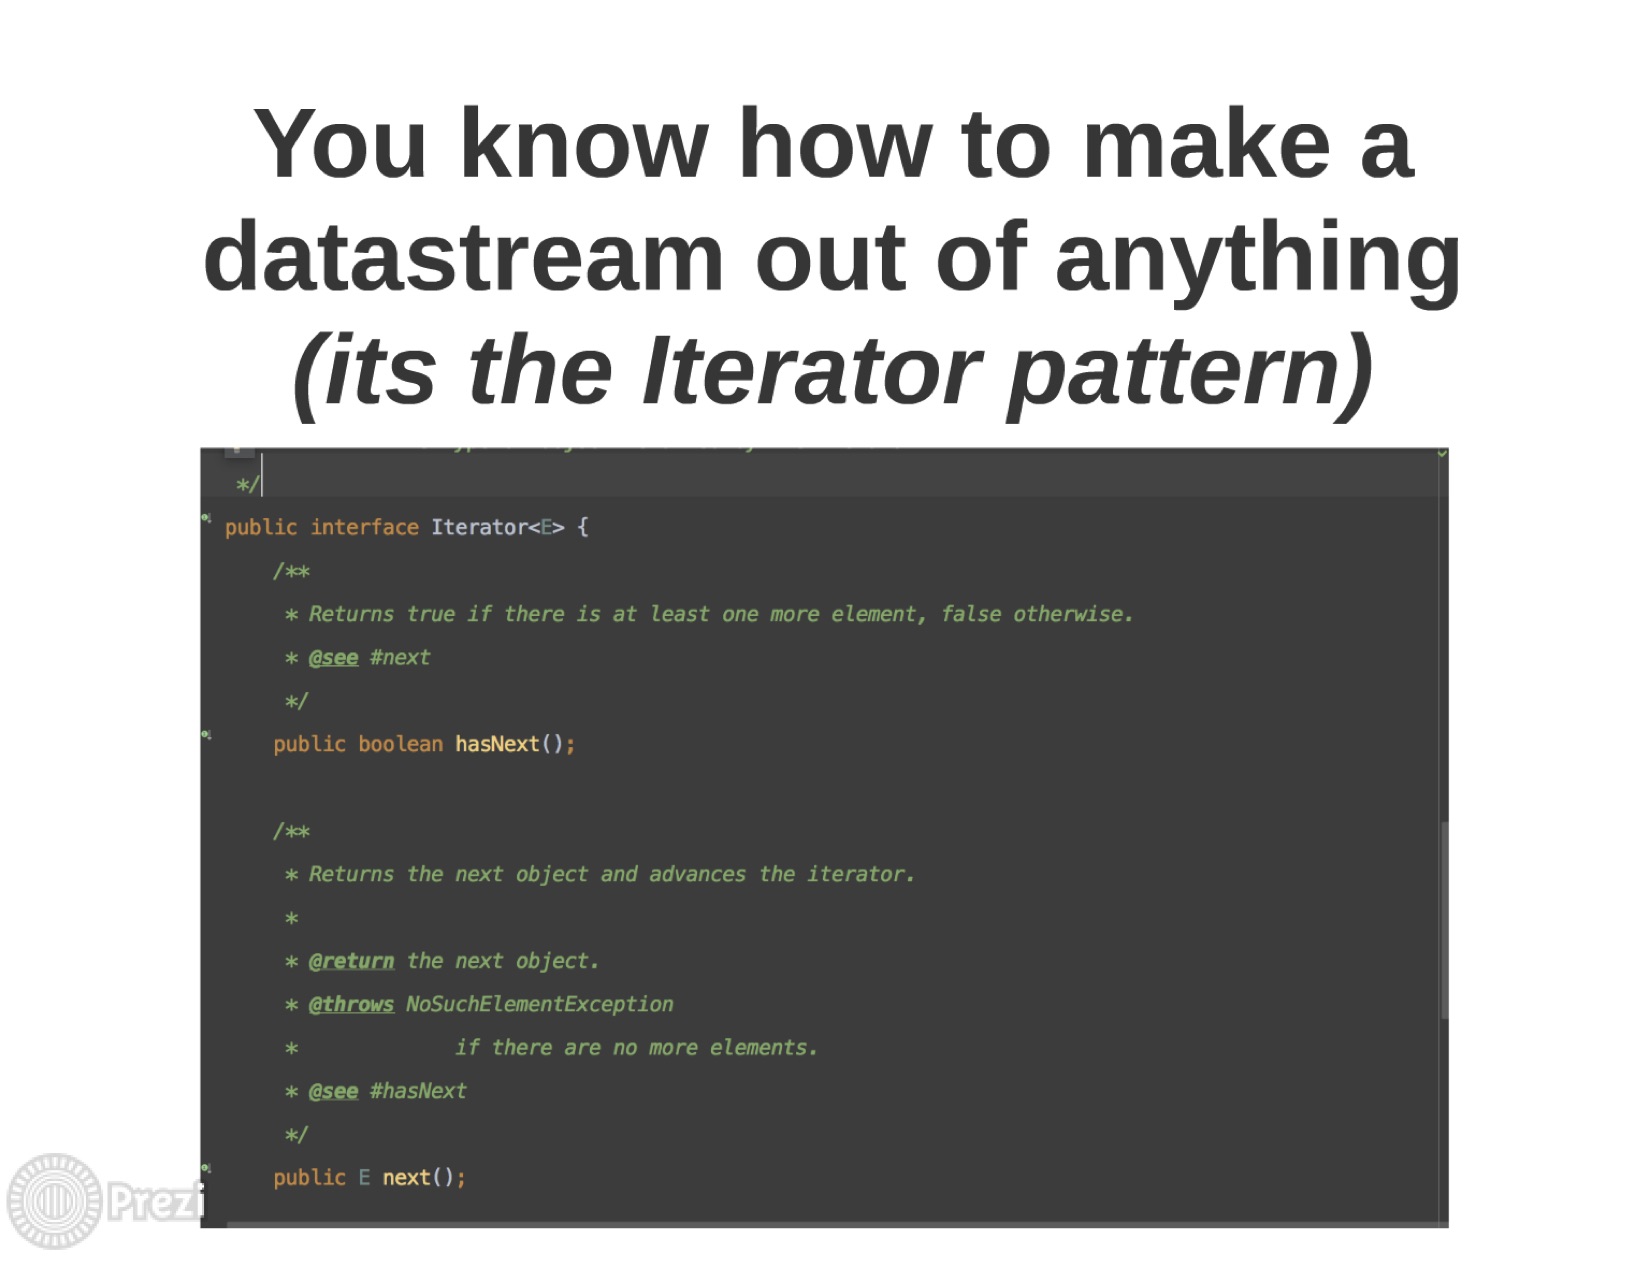 You know how to make a
datastream out of anything
(its the Iterator pattern)
*/
public interface Iterator<E> {
/**
* Returns true if there is at least one more element, false otherwise.
* @see #next
*/
public boolean hasNext();
/**
* Returns the next object and advances the iterator.
*
* @return the next object.
* @throws NoSuchElementException
* if there are no more elements.
* @see #hasNext
*/
public E next();
Prezi